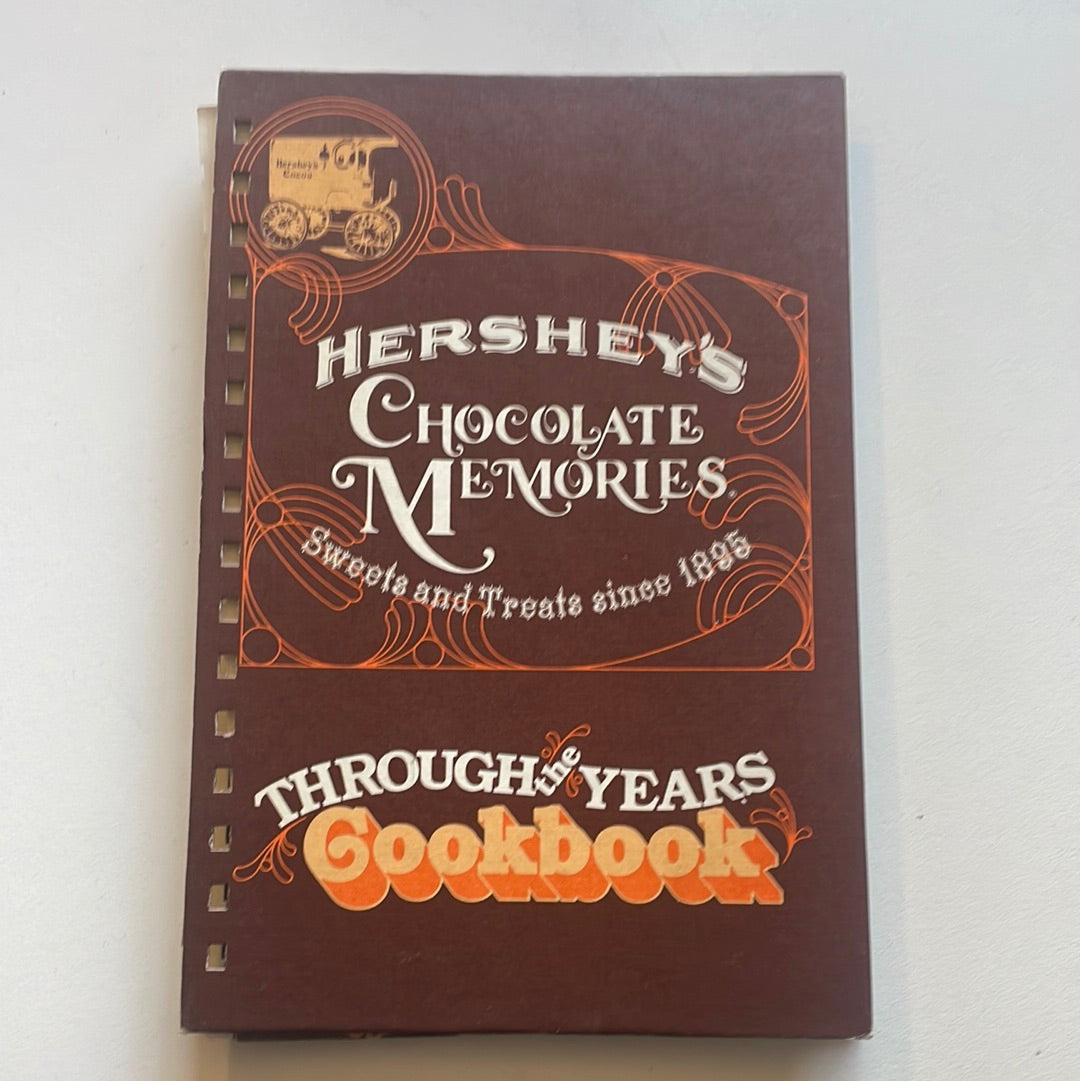 Hershey's
Cocoa
HERSHEY'S
CHOCOLATE
MEMORIES.
Sweets and Treats since 1895
THROUGH the YEARS
Cookbook